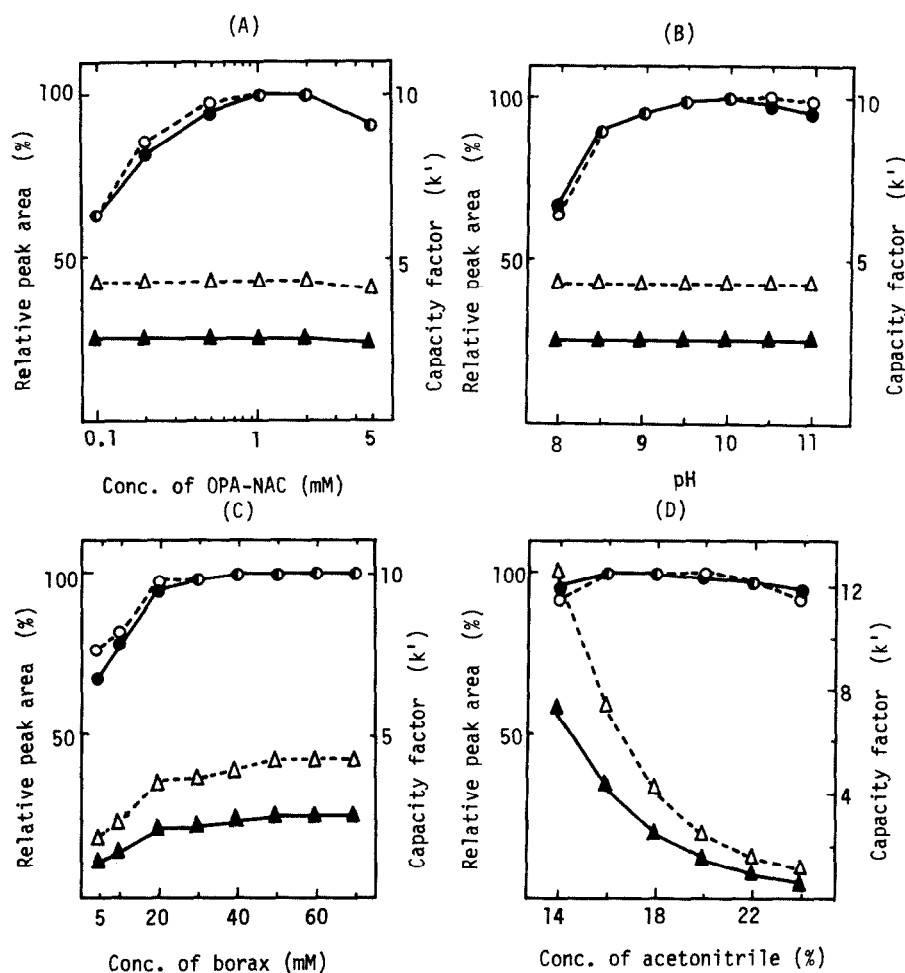 (A)
100
50
Relative peak area (%)
10
5
Capacity factor (k')
0.1
1
5
Conc. of OPA-NAC (mM)
(B)
100
50
Relative peak area (%)
10
5
Capacity factor (k')
8
9
10
11
pH
(C)
100
50
Relative peak area (%)
10
5
Capacity factor (k')
5
20
40
60
Conc. of borax (mM)
(D)
100
50
Relative peak area (%)
12
8
4
Capacity factor (k')
14
18
22
Conc. of acetonitrile (%)